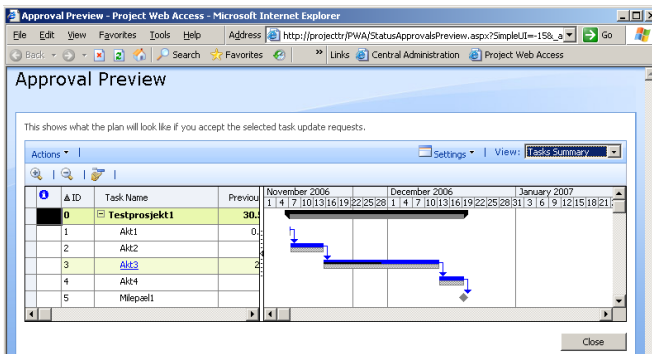 Approval Preview - Project Web Access - Microsoft Internet Explorer
File Edit View Favorites Tools Help Address http://projecttr/PWA/StatusApprovalsPreview.aspx?SimpleUI=-15&_a Go
Back Search Favorites » Links Central Administration Project Web Access
Approval Preview
This shows what the plan will look like if you accept the selected task update requests.
Actions Settings View: Tasks Summary
ID Task Name Previou November 2006 December 2006 January 2007
1 4 7 10 13 16 19 22 25 28 1 4 7 10 13 16 19 22 25 28 31 3 6 9 12 15 18 21
0 Testprosjekt1 30.
1 Akt1 0.
2 Akt2
3 Akt3 2
4 Akt4
5 Milepæl1
Close